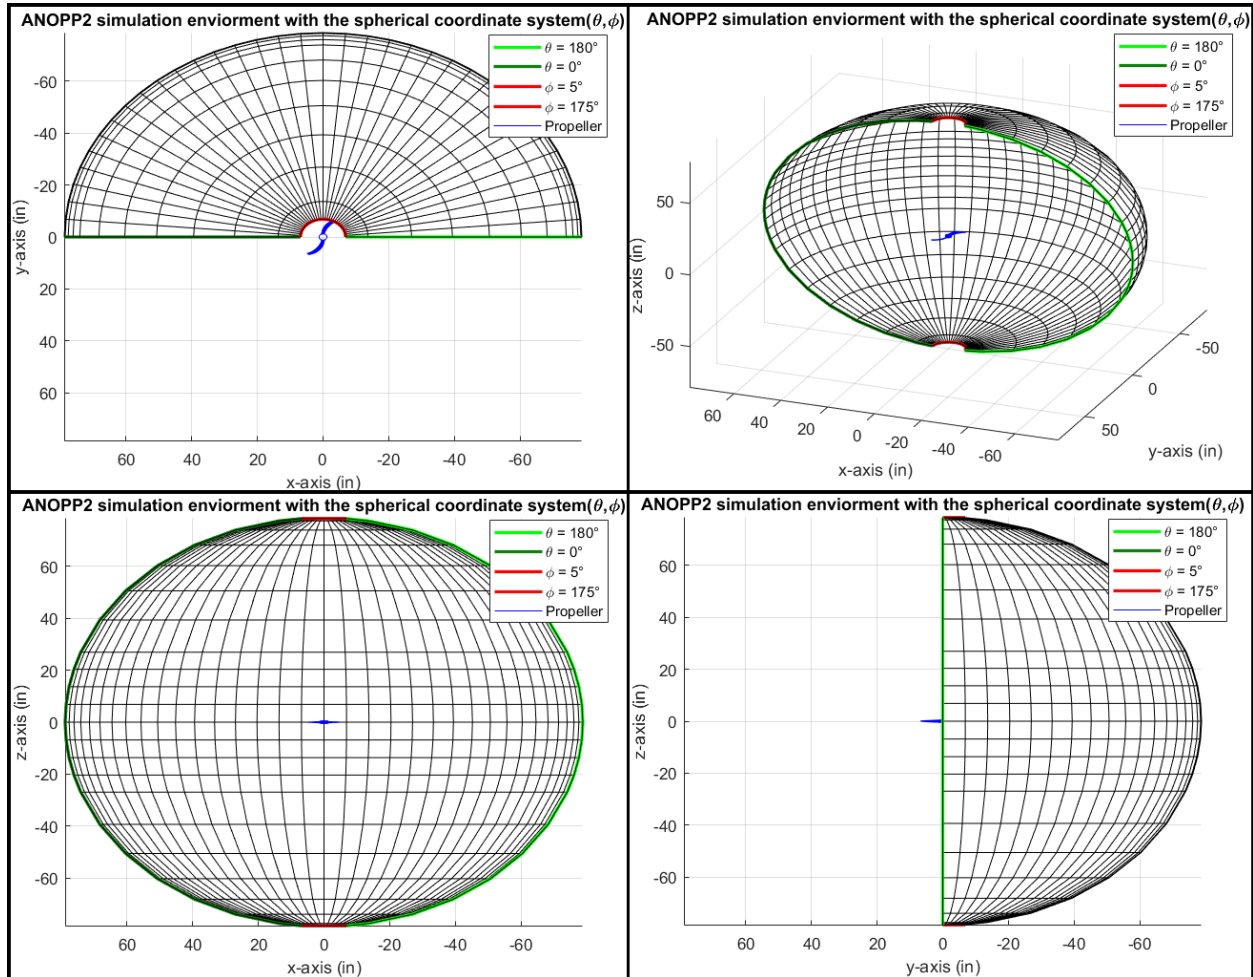 ANOPP2 simulation enviorment with the spherical coordinate system(θ,ϕ)
θ = 180°
θ = 0°
ϕ = 5°
ϕ = 175°
Propeller
-60
-40
-20
0
20
40
60
y-axis (in)
60 40 20 0 -20 -40 -60
x-axis (in)
ANOPP2 simulation enviorment with the spherical coordinate system(θ,ϕ)
θ = 180°
θ = 0°
ϕ = 5°
ϕ = 175°
Propeller
50
0
-50
z-axis (in)
60 40 20 0 -20 -40 -60
x-axis (in)
-50
0
50
y-axis (in)
ANOPP2 simulation enviorment with the spherical coordinate system(θ,ϕ)
θ = 180°
θ = 0°
ϕ = 5°
ϕ = 175°
Propeller
60
40
20
0
-20
-40
-60
z-axis (in)
60 40 20 0 -20 -40 -60
x-axis (in)
ANOPP2 simulation enviorment with the spherical coordinate system(θ,ϕ)
θ = 180°
θ = 0°
ϕ = 5°
ϕ = 175°
Propeller
60
40
20
0
-20
-40
-60
z-axis (in)
60 40 20 0 -20 -40 -60
y-axis (in)